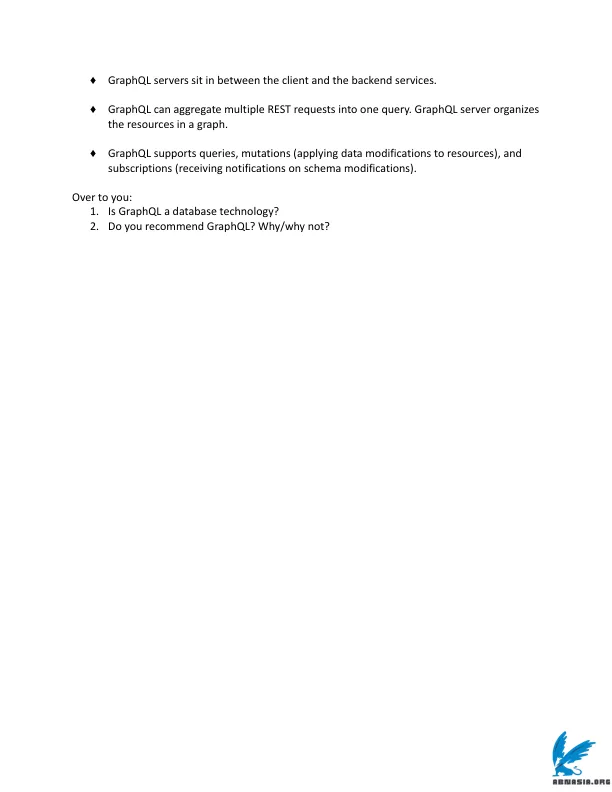 ♦ GraphQL servers sit in between the client and the backend services.
♦ GraphQL can aggregate multiple REST requests into one query. GraphQL server organizes
the resources in a graph.
♦ GraphQL supports queries, mutations (applying data modifications to resources), and
subscriptions (receiving notifications on schema modifications).
Over to you:
1. Is GraphQL a database technology?
2. Do you recommend GraphQL? Why/why not?
ABNASIA.ORG